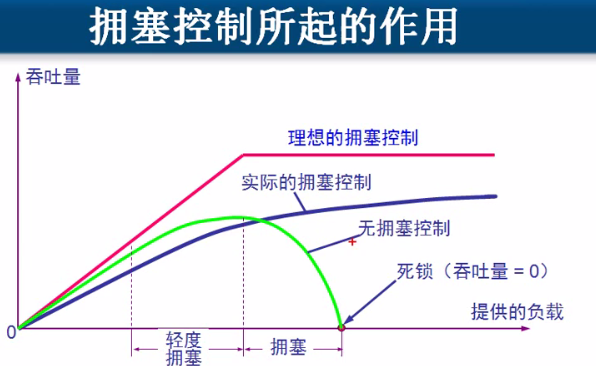 拥塞控制所起的作用
吞吐量
理想的拥塞控制
实际的拥塞控制
无拥塞控制
死锁（吞吐量 = 0）
提供的负载
0
轻度
拥塞
拥塞